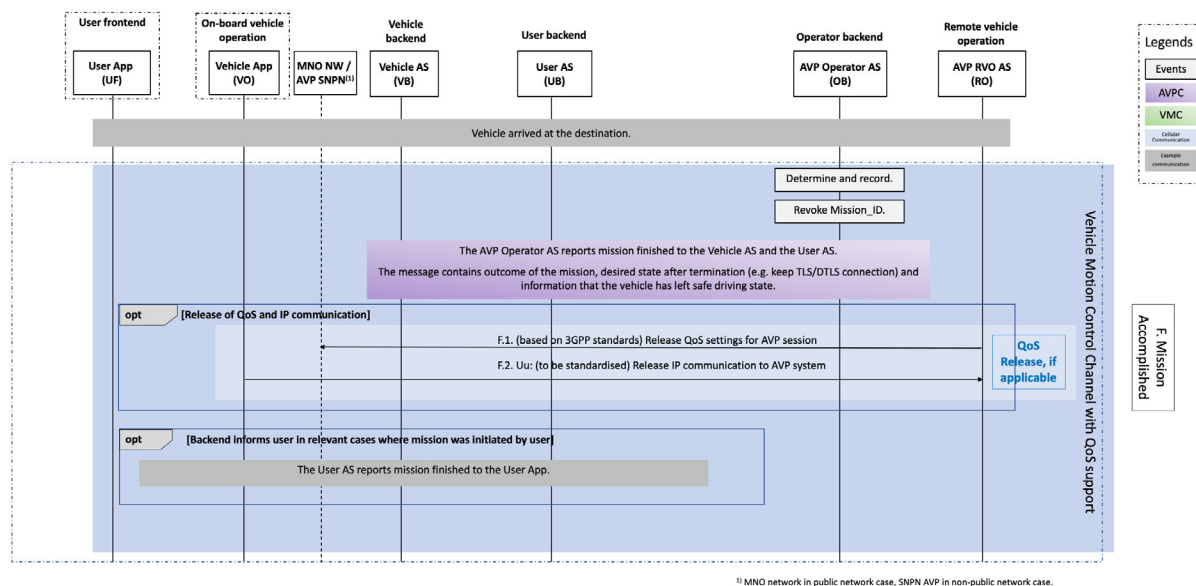 User frontend
On-board vehicle
operation
Vehicle
backend
User backend
Operator backend
Remote vehicle
operation
User App
(UF)
Vehicle App
(VO)
MNO NW /
AVP SNPN(1)
Vehicle AS
(VB)
User AS
(UB)
AVP Operator AS
(OB)
AVP RVO AS
(RO)
Legends
Events
AVPC
VMC
Cellular
Communication
Example
communication
Vehicle arrived at the destination.
Determine and record.
Revoke Mission_ID.
The AVP Operator AS reports mission finished to the Vehicle AS and the User AS.
The message contains outcome of the mission, desired state after termination (e.g. keep TLS/DTLS connection) and
information that the vehicle has left safe driving state.
opt
[Release of QoS and IP communication]
F.1. (based on 3GPP standards) Release QoS settings for AVP session
F.2. Uu: (to be standardised) Release IP communication to AVP system
QoS
Release, if
applicable
opt
[Backend informs user in relevant cases where mission was initiated by user]
The User AS reports mission finished to the User App.
Vehicle Motion Control Channel with QoS support
F. Mission
Accomplished
1) MNO network in public network case, SNPN AVP in non-public network case.